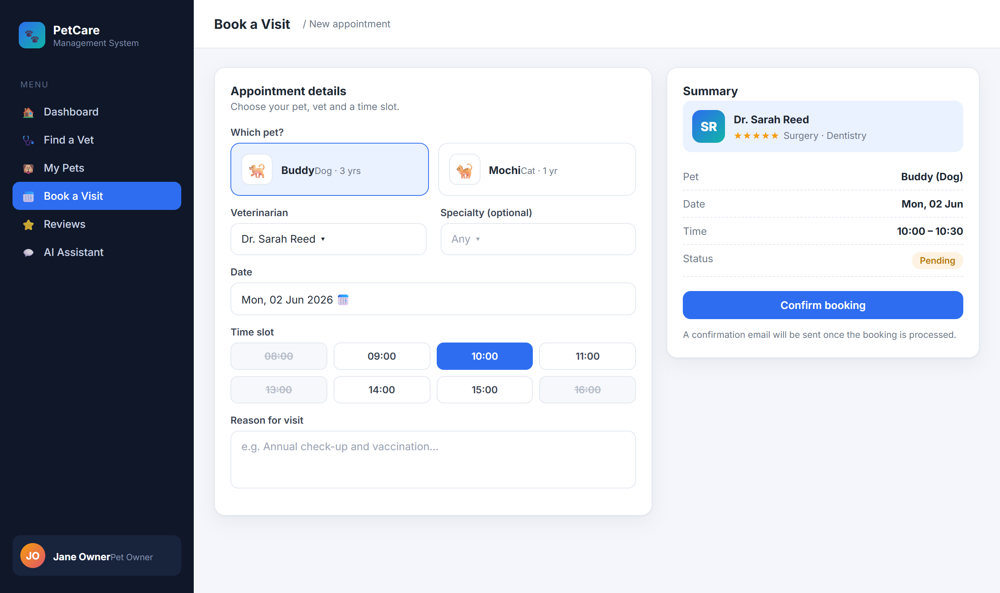 PetCare
Management System
MENU
Dashboard
Find a Vet
My Pets
Book a Visit
Reviews
AI Assistant
JO
Jane OwnerPet Owner
Book a Visit / New appointment
Appointment details
Choose your pet, vet and a time slot.
Which pet?
BuddyDog · 3 yrs
MochiCat · 1 yr
Veterinarian
Dr. Sarah Reed ▾
Specialty (optional)
Any ▾
Date
Mon, 02 Jun 2026
Time slot
08:00 09:00 10:00 11:00
13:00 14:00 15:00 16:00
Reason for visit
e.g. Annual check-up and vaccination...
Summary
SR
Dr. Sarah Reed
★★★★★ Surgery · Dentistry
Pet Buddy (Dog)
Date Mon, 02 Jun
Time 10:00 – 10:30
Status Pending
Confirm booking
A confirmation email will be sent once the booking is processed.